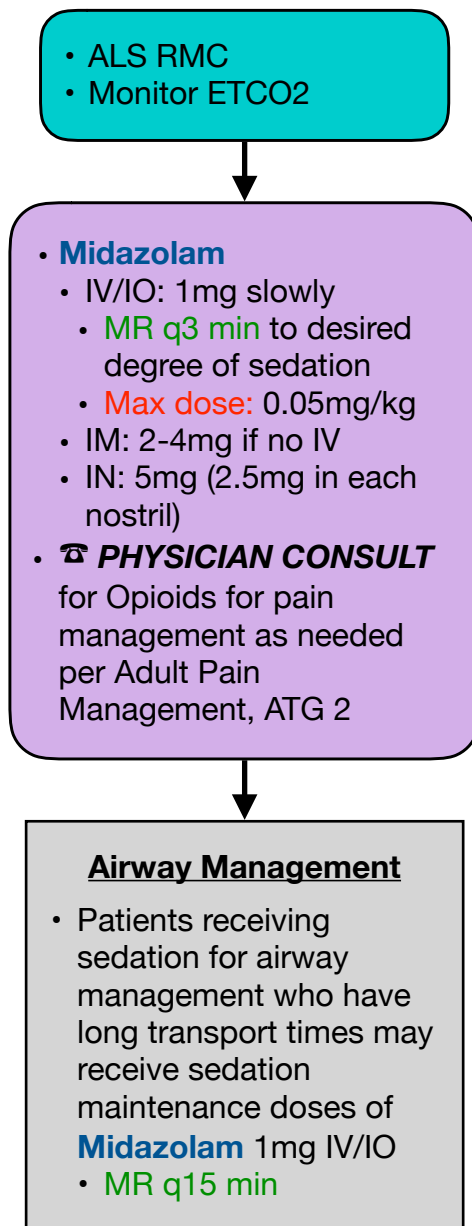 • ALS RMC
• Monitor ETCO2
• Midazolam
• IV/IO: 1mg slowly
• MR q3 min to desired
degree of sedation
• Max dose: 0.05mg/kg
• IM: 2-4mg if no IV
• IN: 5mg (2.5mg in each
nostril)
• ☎ PHYSICIAN CONSULT
for Opioids for pain
management as needed
per Adult Pain
Management, ATG 2
Airway Management
• Patients receiving
sedation for airway
management who have
long transport times may
receive sedation
maintenance doses of
Midazolam 1mg IV/IO
• MR q15 min